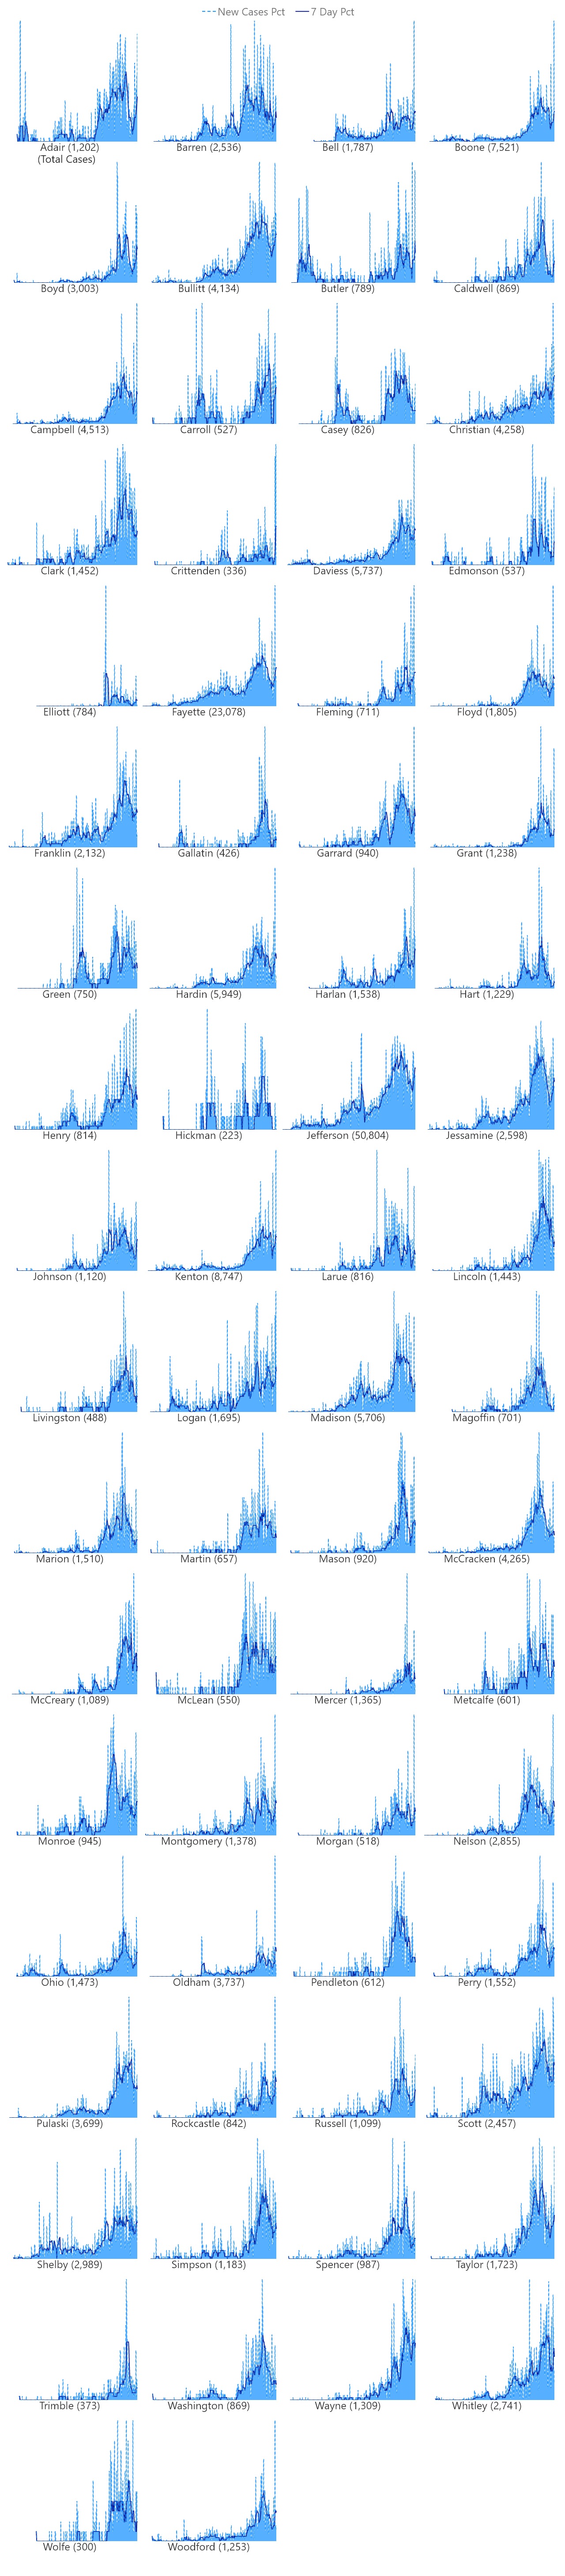 New Cases Pct 7 Day Pct
Adair (1,202) Barren (2,536) Bell (1,787) Boone (7,521)
(Total Cases)
Boyd (3,003) Bullitt (4,134) Butler (789) Caldwell (869)
Campbell (4,513) Carroll (527) Casey (826) Christian (4,258)
Clark (1,452) Crittenden (336) Daviess (5,737) Edmonson (537)
Elliott (784) Fayette (23,078) Fleming (711) Floyd (1,805)
Franklin (2,132) Gallatin (426) Garrard (940) Grant (1,238)
Green (750) Hardin (5,949) Harlan (1,538) Hart (1,229)
Henry (814) Hickman (223) Jefferson (50,804) Jessamine (2,598)
Johnson (1,120) Kenton (8,747) Larue (816) Lincoln (1,443)
Livingston (488) Logan (1,695) Madison (5,706) Magoffin (701)
Marion (1,510) Martin (657) Mason (920) McCracken (4,265)
McCreary (1,089) McLean (550) Mercer (1,365) Metcalfe (601)
Monroe (945) Montgomery (1,378) Morgan (518) Nelson (2,855)
Ohio (1,473) Oldham (3,737) Pendleton (612) Perry (1,552)
Pulaski (3,699) Rockcastle (842) Russell (1,099) Scott (2,457)
Shelby (2,989) Simpson (1,183) Spencer (987) Taylor (1,723)
Trimble (373) Washington (869) Wayne (1,309) Whitley (2,741)
Wolfe (300) Woodford (1,253)